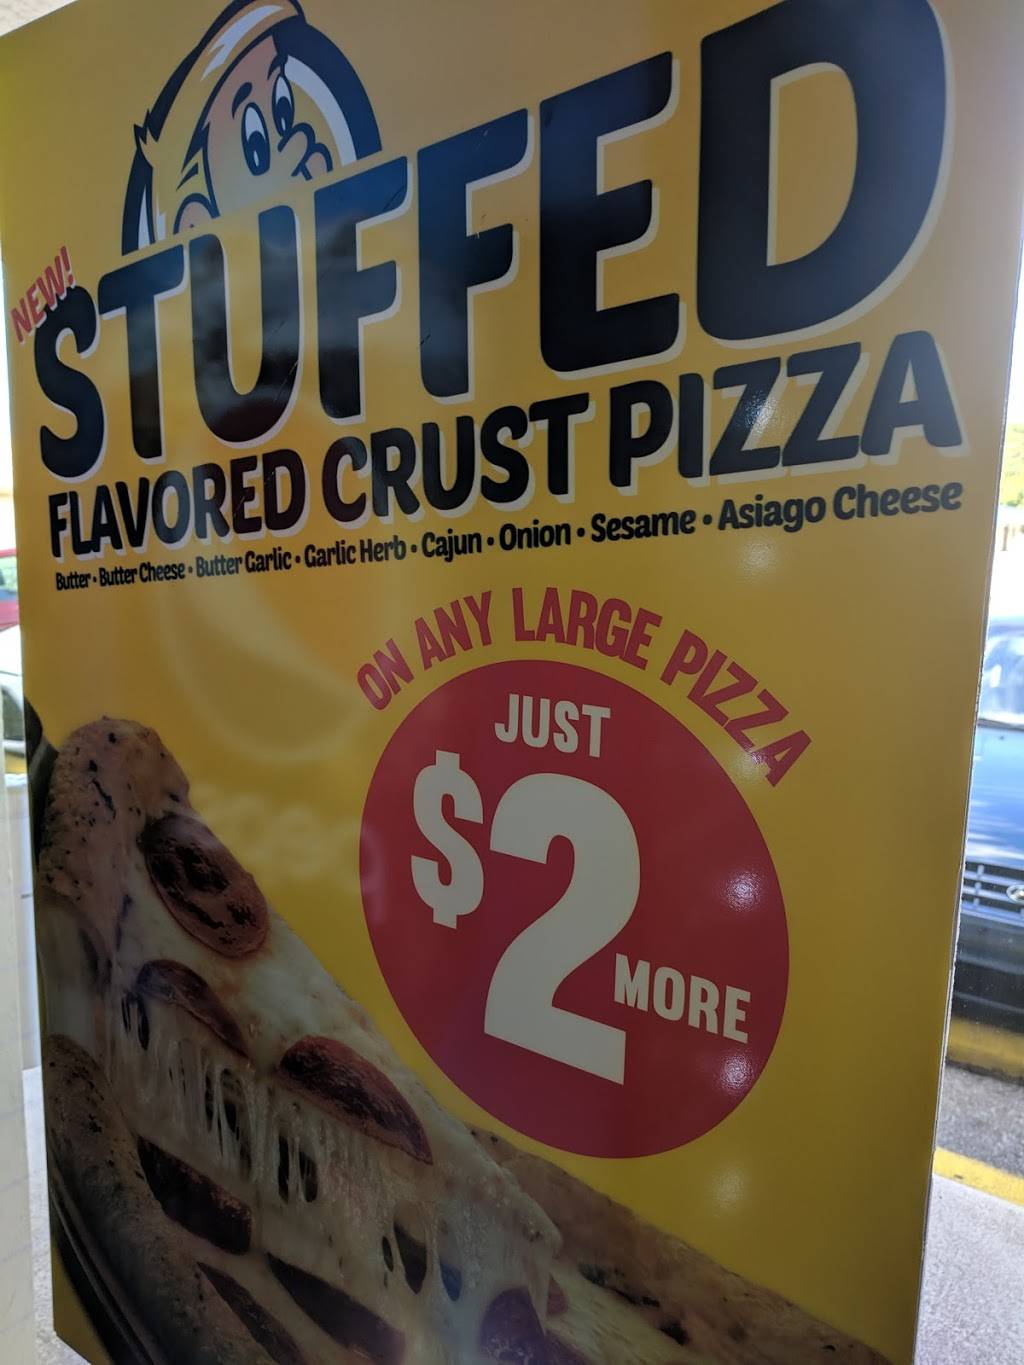 NEW!
STUFFED
FLAVORED CRUST PIZZA
Butter • Butter Cheese • Butter Garlic • Garlic Herb • Cajun • Onion • Sesame • Asiago Cheese
ON ANY LARGE PIZZA
JUST
$2
MORE